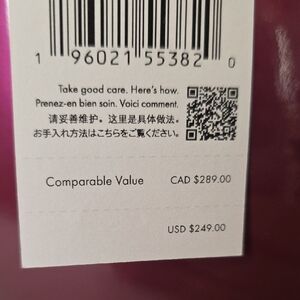 1 96021 55382 0
Take good care. Here's how.
Prenez-en bien soin. Voici comment.
请妥善维护。这里是具体做法。
お手入れ方法はこちらをご覧ください。
Comparable Value CAD $289.00
USD $249.00